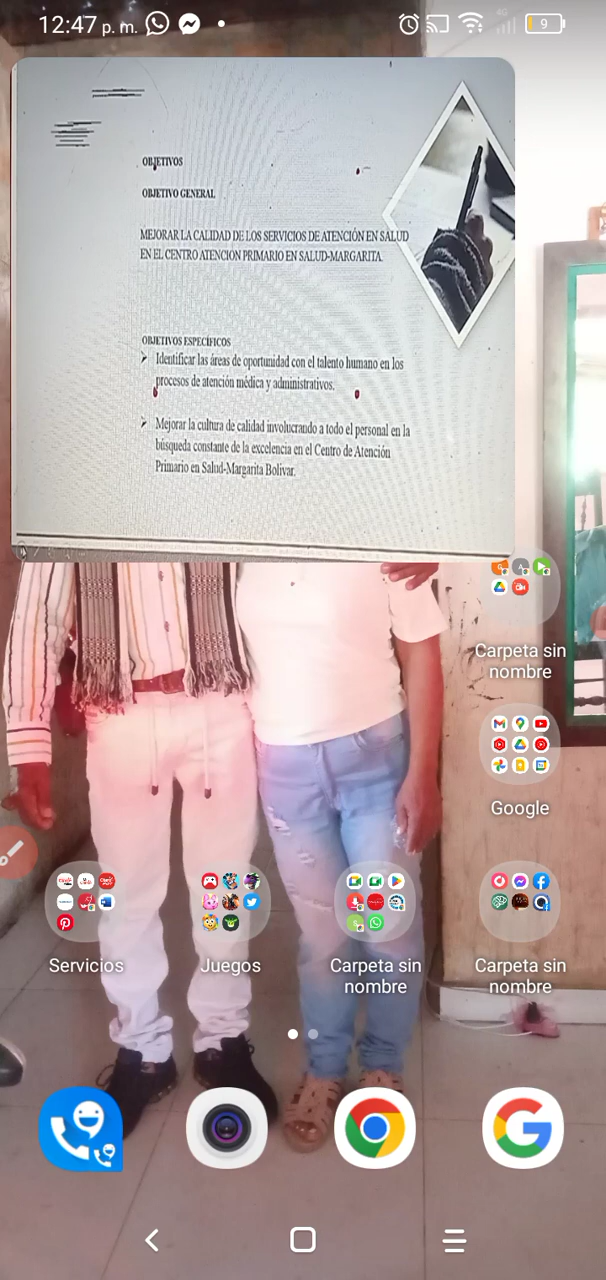 12:47 p. m.
4G
9
OBJETIVOS
OBJETIVO GENERAL
MEJORAR LA CALIDAD DE LOS SERVICIOS DE ATENCIÓN EN SALUD
EN EL CENTRO ATENCION PRIMARIO EN SALUD-MARGARITA.
OBJETIVOS ESPECÍFICOS
➢ Identificar las áreas de oportunidad con el talento humano en los
procesos de atención médica y administrativos.
➢ Mejorar la cultura de calidad involucrando a todo el personal en la
búsqueda constante de la excelencia en el Centro de Atención
Primario en Salud-Margarita Bolívar.
Carpeta sin
nombre
Google
Servicios
Juegos
Carpeta sin
nombre
Carpeta sin
nombre